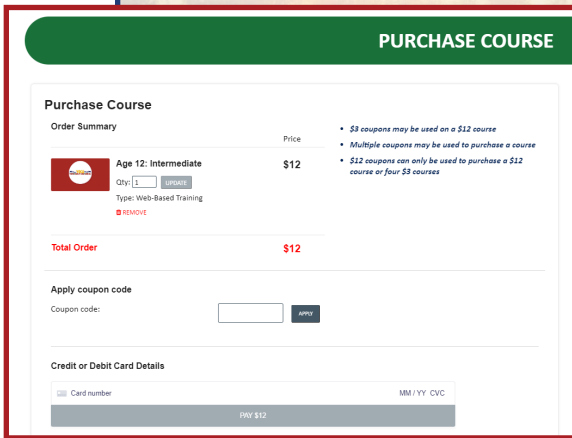 PURCHASE COURSE
Purchase Course
Order Summary
Price
Age 12: Intermediate
$12
Qty: 1 UPDATE
Type: Web-Based Training
REMOVE
Total Order
$12
• $3 coupons may be used on a $12 course
• Multiple coupons may be used to purchase a course
• $12 coupons can only be used to purchase a $12
course or four $3 courses
Apply coupon code
Coupon code:
APPLY
Credit or Debit Card Details
Card number
MM / YY CVC
PAY $12